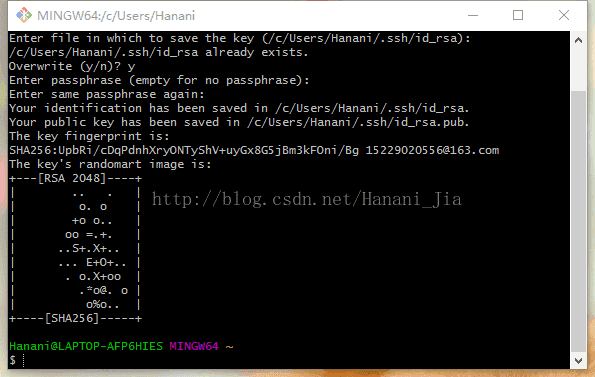 MINGW64:/c/Users/Hanani
Enter file in which to save the key (/c/Users/Hanani/.ssh/id_rsa):
/c/Users/Hanani/.ssh/id_rsa already exists.
Overwrite (y/n)? y
Enter passphrase (empty for no passphrase):
Enter same passphrase again:
Your identification has been saved in /c/Users/Hanani/.ssh/id_rsa.
Your public key has been saved in /c/Users/Hanani/.ssh/id_rsa.pub.
The key fingerprint is:
SHA256:UpbRi/cDqPdnhXryONTyShV+uyGx8G5jBm3kFOni/Bg 15229020556@163.com
The key's randomart image is:
+---[RSA 2048]----+
|       ..   .    |
|        o. o     |
|       +o o..    |
|      oo =.+.    |
|     ..S+.X+..   |
|     ... E+O+..  |
|      . o.X+oo   |
|        .*o@. o  |
|         o%o..   |
+----[SHA256]-----+
http://blog.csdn.net/Hanani_Jia
Hanani@LAPTOP-AFP6HIES MINGW64 ~
$